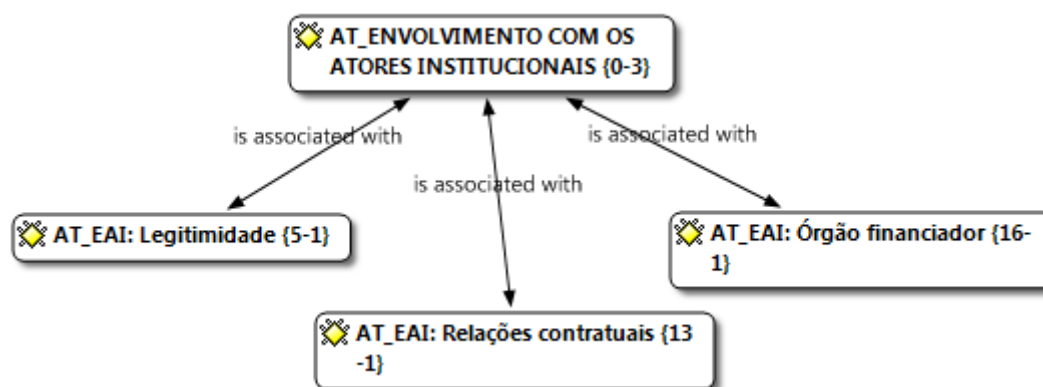 AT_ENVOLVIMENTO COM OS
ATORES INSTITUCIONAIS {0-3}
is associated with
is associated with
is associated with
AT_EAI: Legitimidade {5-1}
AT_EAI: Órgão financiador {16-
1}
AT_EAI: Relações contratuais {13
-1}